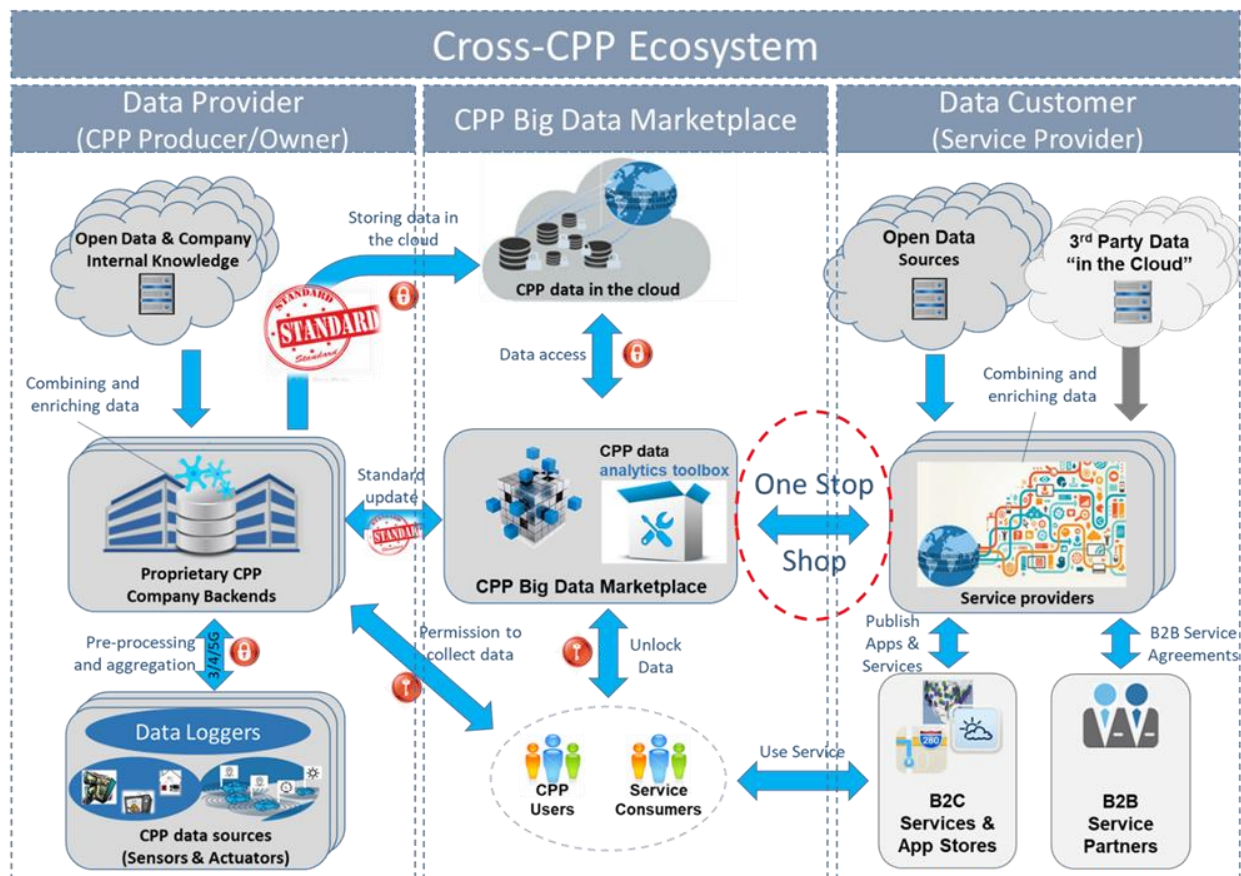 Cross-CPP Ecosystem
Data Provider
(CPP Producer/Owner)
CPP Big Data Marketplace
Data Customer
(Service Provider)
Open Data & Company
Internal Knowledge
Storing data in
the cloud
STANDARD
STANDARD
Standard
CPP data in the cloud
Open Data
Sources
3rd Party Data
“in the Cloud”
Data access
Combining and
enriching data
Combining and
enriching data
Proprietary CPP
Company Backends
Standard
update
STANDARD
CPP data
analytics toolbox
CPP Big Data Marketplace
One Stop
Shop
Service providers
Pre-processing
and aggregation
3/4/5G
Permission to
collect data
Unlock
Data
Publish
Apps &
Services
B2B Service
Agreements
Data Loggers
CPP data sources
(Sensors & Actuators)
CPP
Users
Service
Consumers
Use Service
280
B2C
Services &
App Stores
B2B
Service
Partners